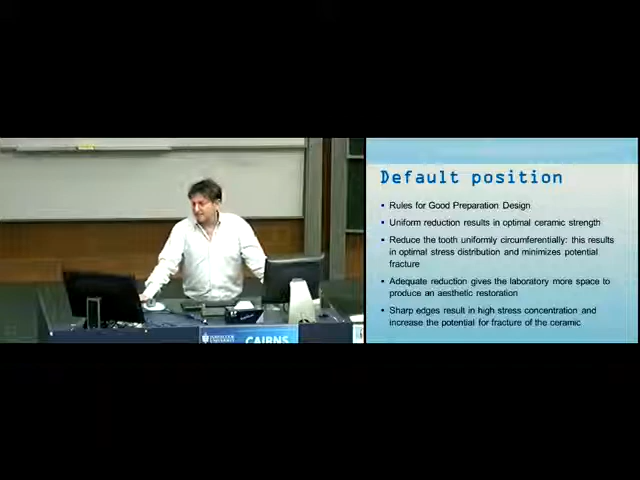 Default position
Rules for Good Preparation Design
Uniform reduction results in optimal ceramic strength
Reduce the tooth uniformly circumferentially: this results
in optimal stress distribution and minimizes potential
fracture
Adequate reduction gives the laboratory more space to
produce an aesthetic restoration
Sharp edges result in high stress concentration and
increase the potential for fracture of the ceramic
CAIRNS